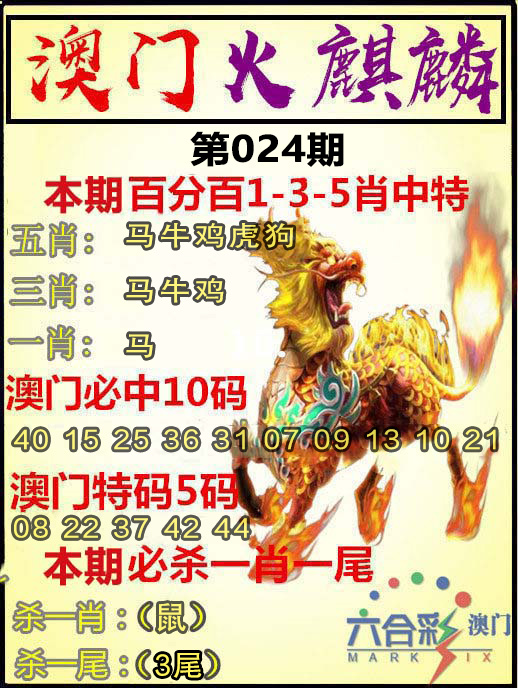 澳门火麒麟
第024期
本期百分百1-3-5肖中特
五肖： 马牛鸡虎狗
三肖： 马牛鸡
一肖： 马
澳门必中10码
40 15 25 36 31 07 09 13 10 21
澳门特码5码
08 22 37 42 44
本期必杀一肖一尾
杀一肖：（鼠）
杀一尾：（3尾）
六合彩 澳门
MARK SIX